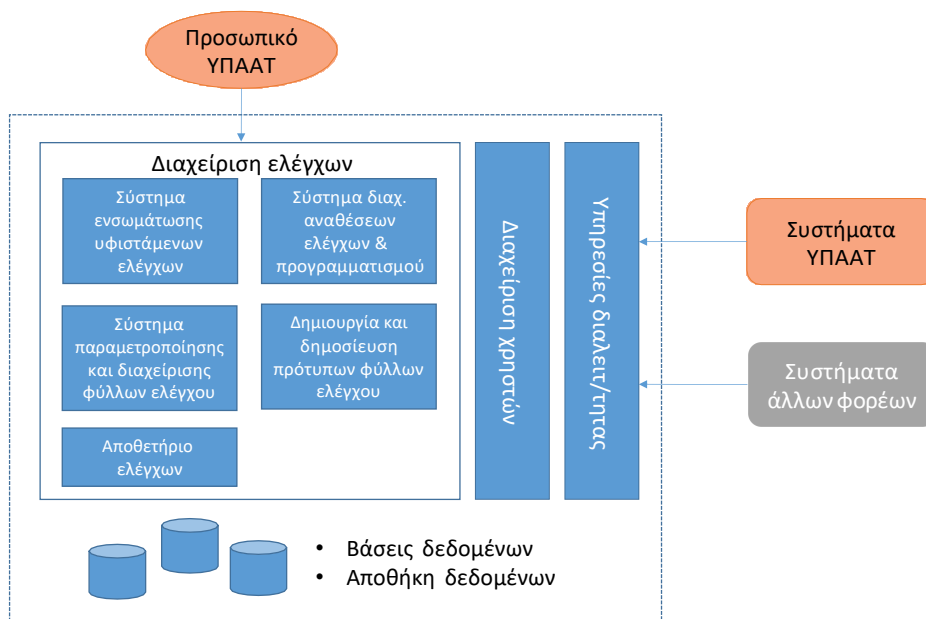 Προσωπικό
ΥΠΑΑΤ
Διαχείριση ελέγχων
Σύστημα
ενσωμάτωσης
υφιστάμενων
ελέγχων
Σύστημα διαχ.
αναθέσεων
ελέγχων &
προγραμματισμού
Σύστημα
παραμετροποίησης
και διαχείρισης
φύλλων ελέγχου
Δημιουργία και
δημοσίευση
πρότυπων φύλλων
ελέγχου
Αποθετήριο
ελέγχων
Διαχείριση χρηστών
Υπηρεσίες διαλειτ/τητας
Συστήματα
ΥΠΑΑΤ
Συστήματα
άλλων φορέων
• Βάσεις δεδομένων
• Αποθήκη δεδομένων